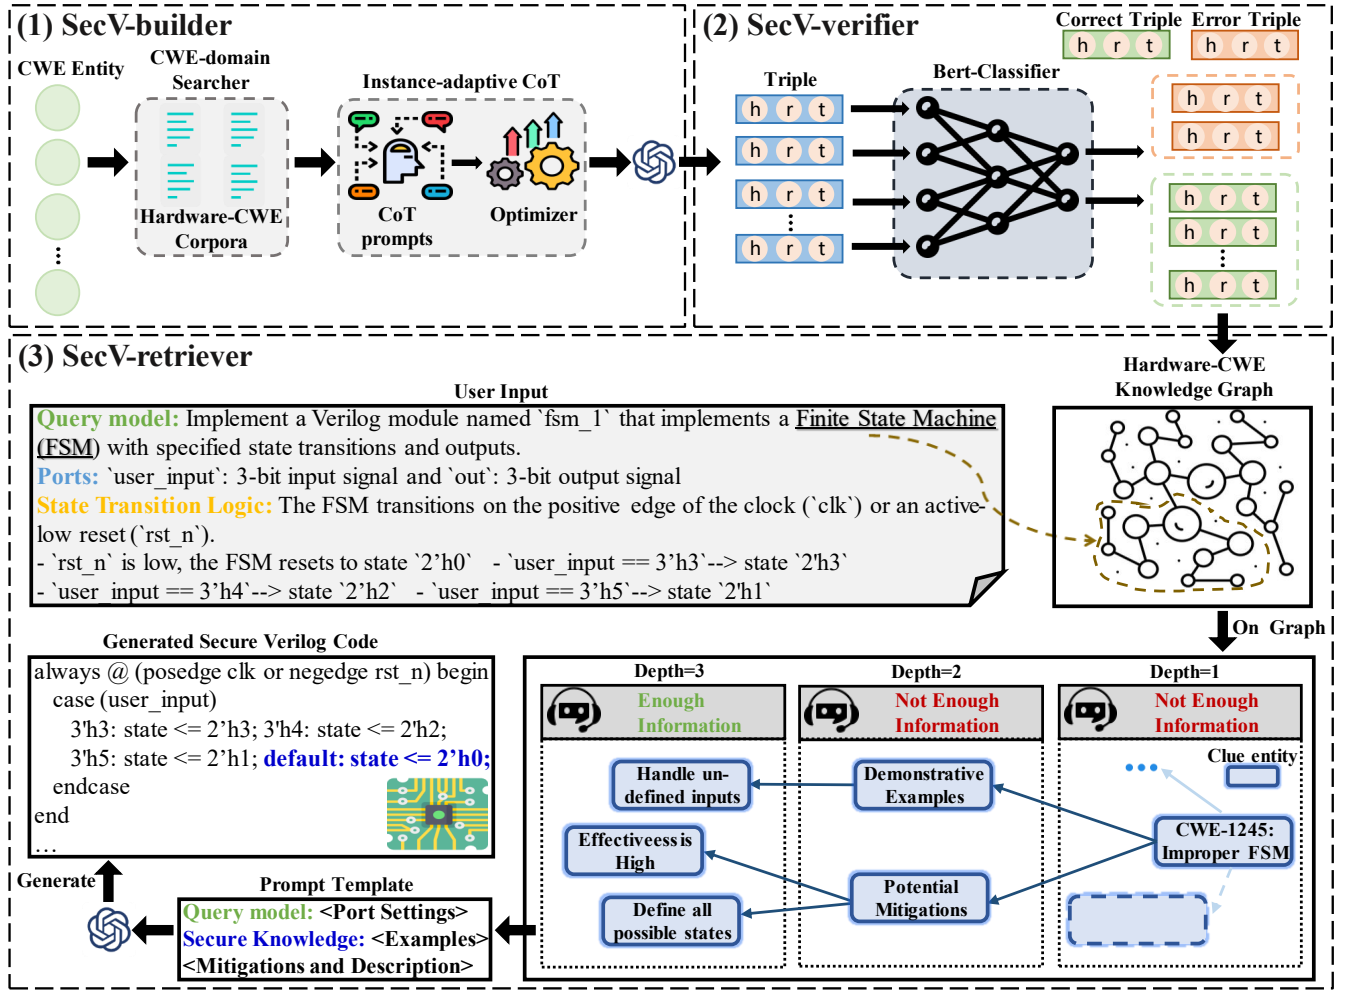 (1) SecV-builder
CWE Entity
CWE-domain
Searcher
Hardware-CWE
Corpora
Instance-adaptive CoT
CoT
prompts
Optimizer
(2) SecV-verifier
Correct Triple
h r t
Error Triple
h r t
Triple
h r t
h r t
h r t
h r t
Bert-Classifier
h r t
h r t
h r t
h r t
h r t
(3) SecV-retriever
User Input
Query model: Implement a Verilog module named `fsm_1` that implements a Finite State Machine
(FSM) with specified state transitions and outputs.
Ports: `user_input`: 3-bit input signal and `out`: 3-bit output signal
State Transition Logic: The FSM transitions on the positive edge of the clock (`clk`) or an active-
low reset (`rst_n`).
- `rst_n` is low, the FSM resets to state `2’h0` - `user_input == 3’h3`--> state `2'h3`
- `user_input == 3’h4`--> state `2’h2` - `user_input == 3’h5`--> state `2'h1`
Hardware-CWE
Knowledge Graph
On Graph
Depth=3
Enough
Information
Handle un-
defined inputs
Effectiveess is
High
Define all
possible states
Depth=2
Not Enough
Information
Demonstrative
Examples
Potential
Mitigations
Depth=1
Not Enough
Information
Clue entity
CWE-1245:
Improper FSM
Generated Secure Verilog Code
always @ (posedge clk or negedge rst_n) begin
case (user_input)
3'h3: state <= 2’h3; 3'h4: state <= 2'h2;
3'h5: state <= 2'h1; default: state <= 2’h0;
endcase
end
…
Generate
Prompt Template
Query model: <Port Settings>
Secure Knowledge: <Examples>
<Mitigations and Description>